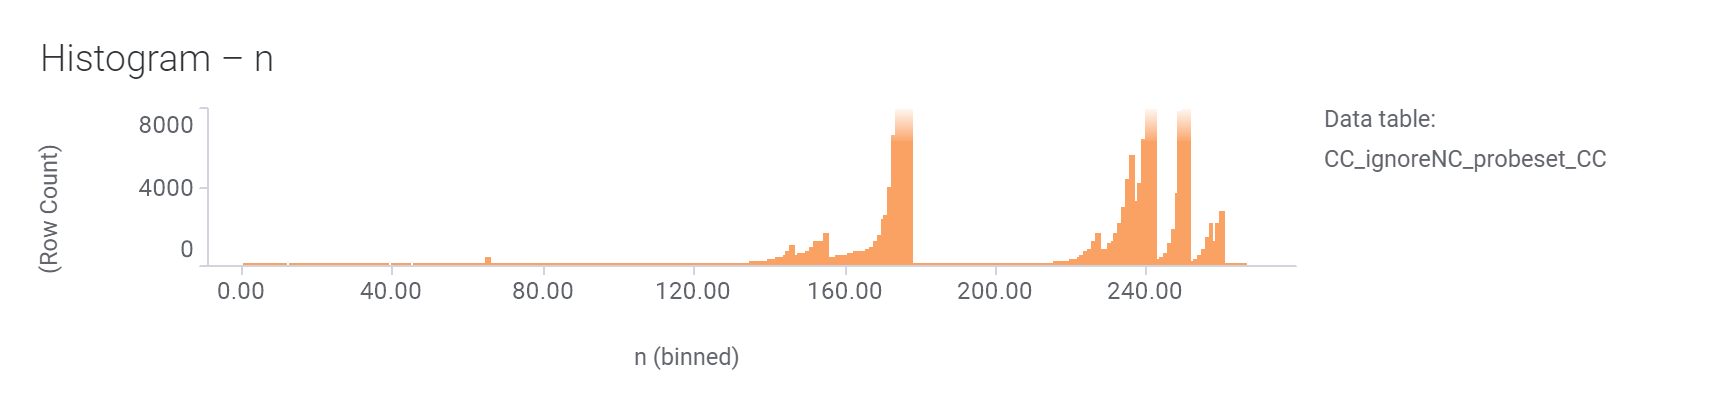 Histogram – n
(Row Count)
8000
4000
0
0.00 40.00 80.00 120.00 160.00 200.00 240.00
n (binned)
Data table:
CC_ignoreNC_probeset_CC